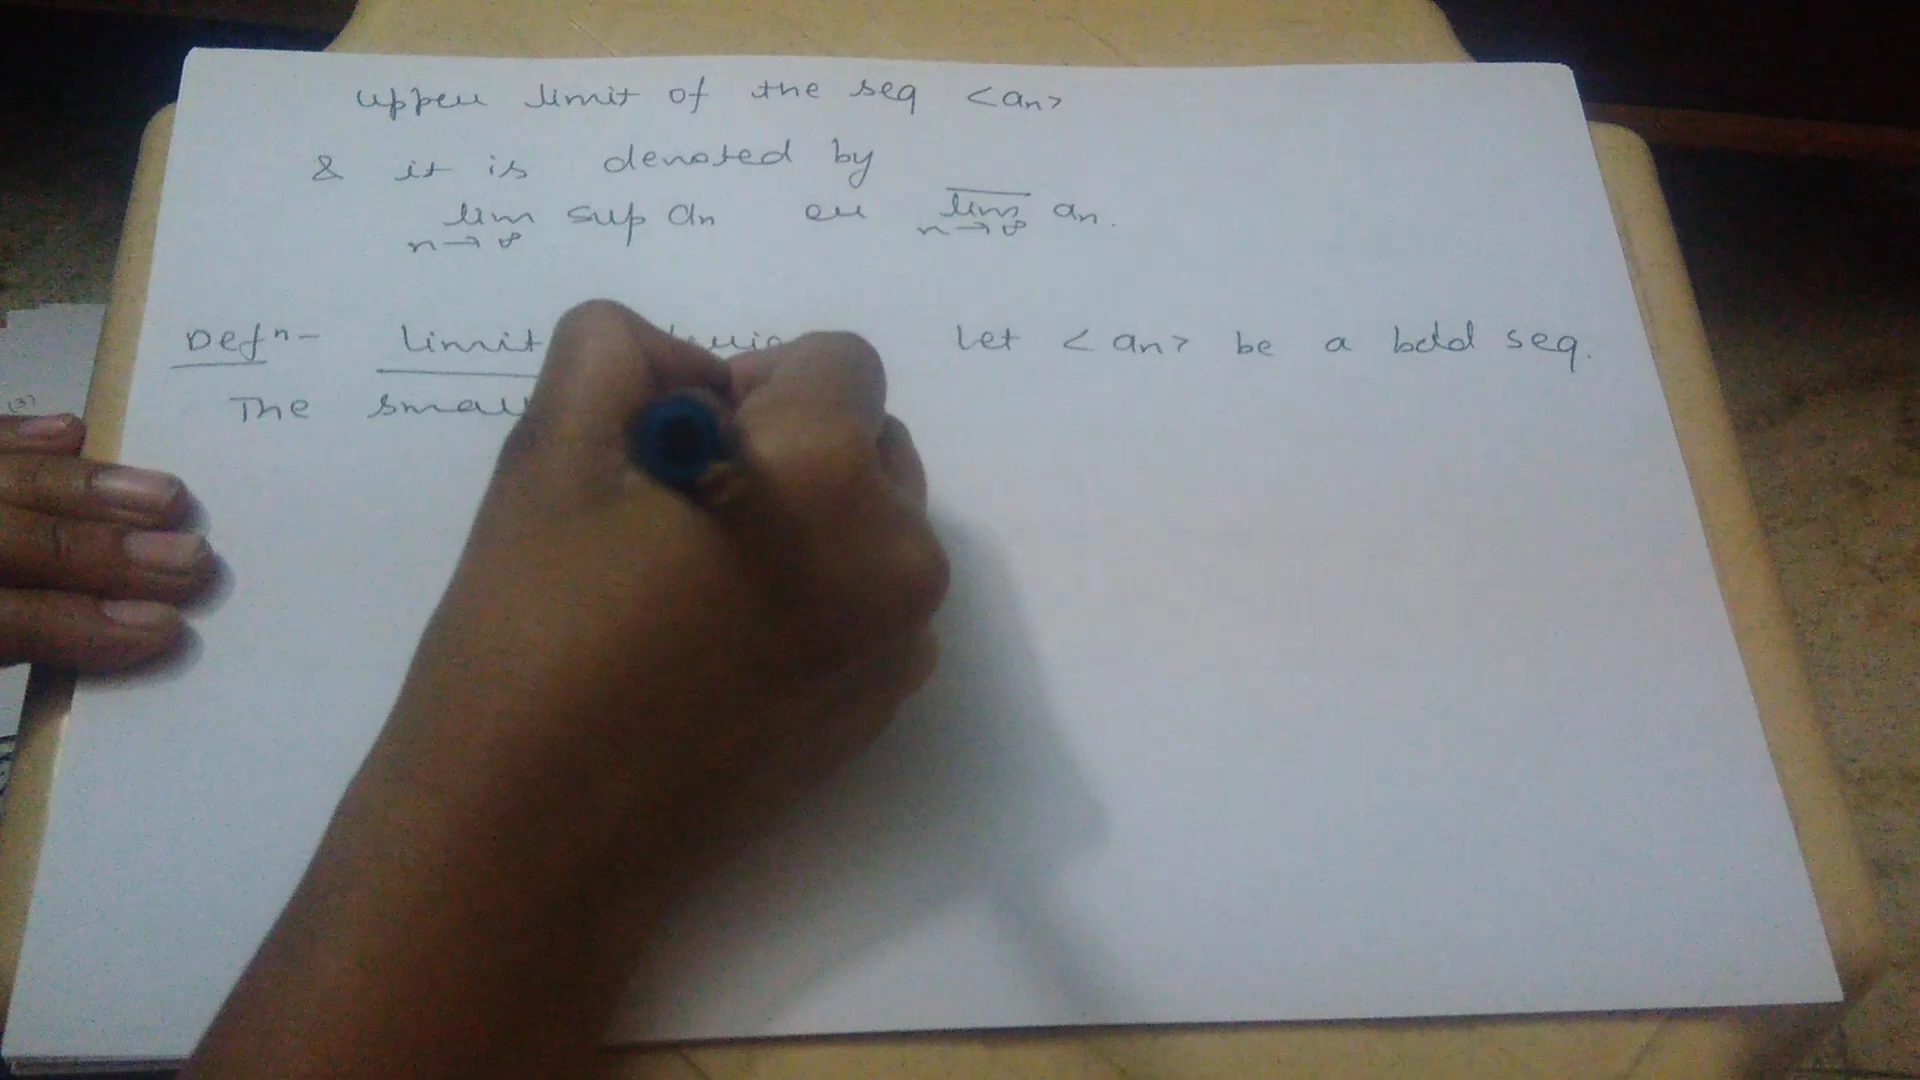 upper limit of the seq <an>
& it is denoted by
lim sup an or lim an.
n→∞ n→∞
Defn- limit Let <an> be a bdd seq.
The